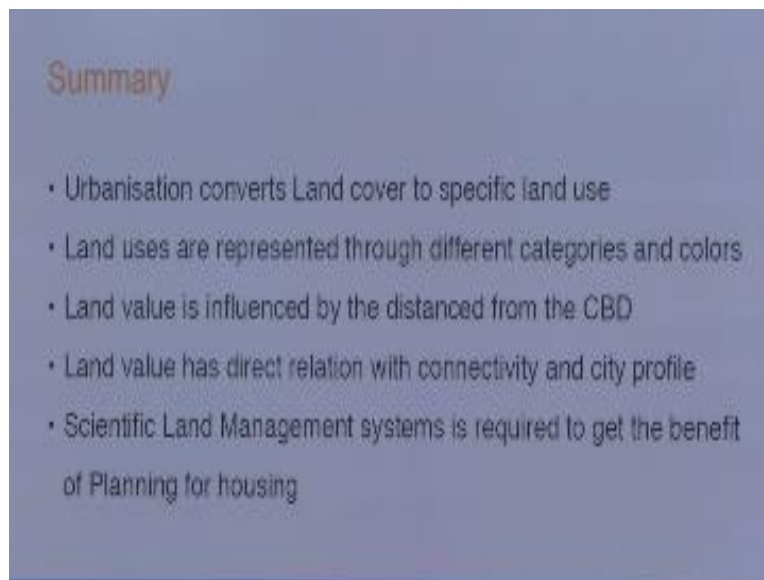 Summary
• Urbanisation converts Land cover to specific land use
• Land uses are represented through different categories and colors
• Land value is influenced by the distanced from the CBD
• Land value has direct relation with connectivity and city profile
• Scientific Land Management systems is required to get the benefit
of Planning for housing